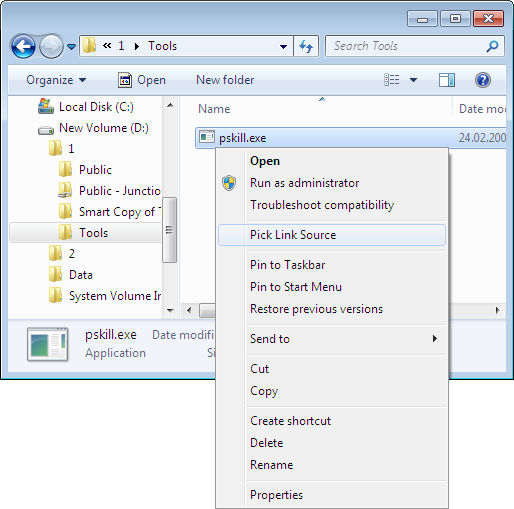 « 1 Tools
Search Tools
Organize Open New folder
Name Date mo
Local Disk (C:)
New Volume (D:)
1
Public
Public - Junctio
Smart Copy of T
Tools
2
Data
System Volume In
pskill.exe 24.02.200
Open
Run as administrator
Troubleshoot compatibility
Pick Link Source
Pin to Taskbar
Pin to Start Menu
Restore previous versions
Send to
Cut
Copy
Create shortcut
Delete
Rename
Properties
pskill.exe Date modifi
Application Si